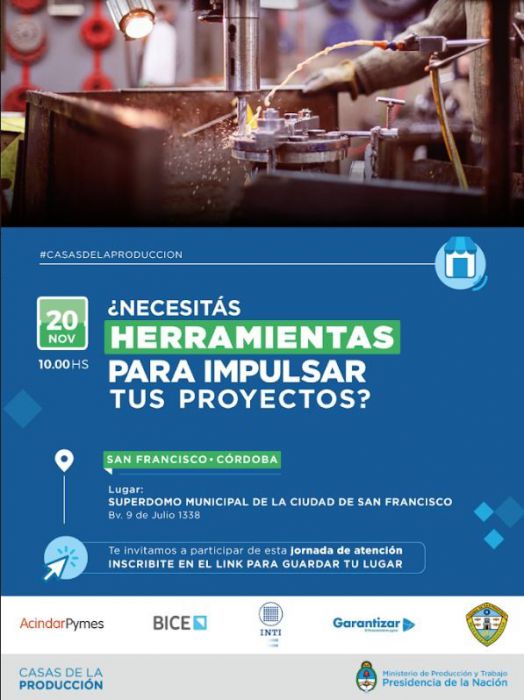 #CASASDELAPRODUCCION
20
NOV
10.00HS
¿NECESITÁS
HERRAMIENTAS
PARA IMPULSAR
TUS PROYECTOS?
SAN FRANCISCO • CÓRDOBA
Lugar:
SUPERDOMO MUNICIPAL DE LA CIUDAD DE SAN FRANCISCO
Bv. 9 de Julio 1338
Te invitamos a participar de esta jornada de atención
INSCRIBITE EN EL LINK PARA GUARDAR TU LUGAR
AcindarPymes
BICE
INTI
Garantizar
CASAS DE LA
PRODUCCIÓN
Ministerio de Producción y Trabajo
Presidencia de la Nación